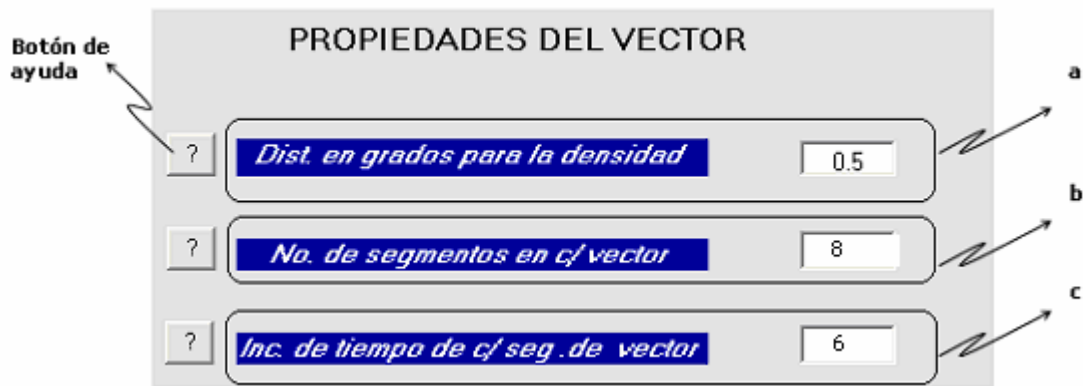 PROPIEDADES DEL VECTOR
Botón de
ayuda
a
? Dist. en grados para la densidad 0.5
b
? No. de segmentos en c/ vector 8
c
? Inc. de tiempo de c/ seg. de vector 6